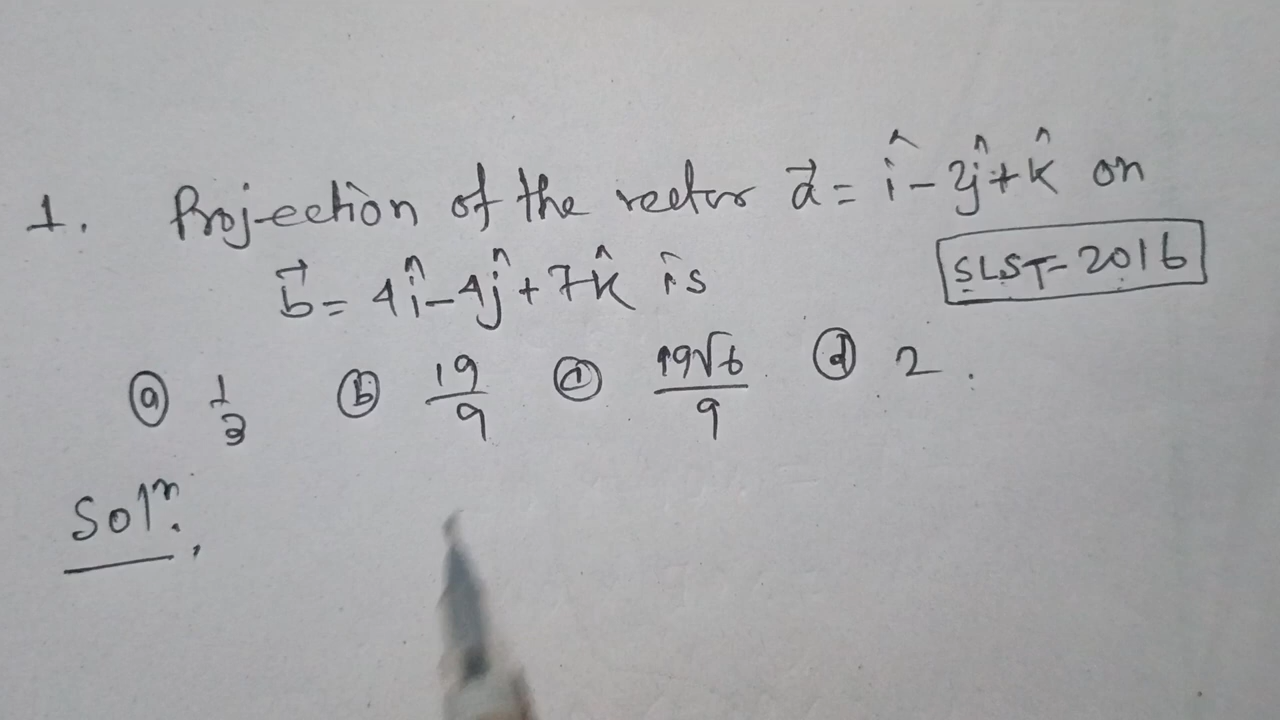 1. Projection of the vector a⃗ = î - 2ĵ + k̂ on
b⃗ = 4î - 4ĵ + 7k̂ is
SLST-2016
ⓐ 1/3 ⓑ 19/9 ⓒ 19√6/9 ⓓ 2.
Solⁿ.,